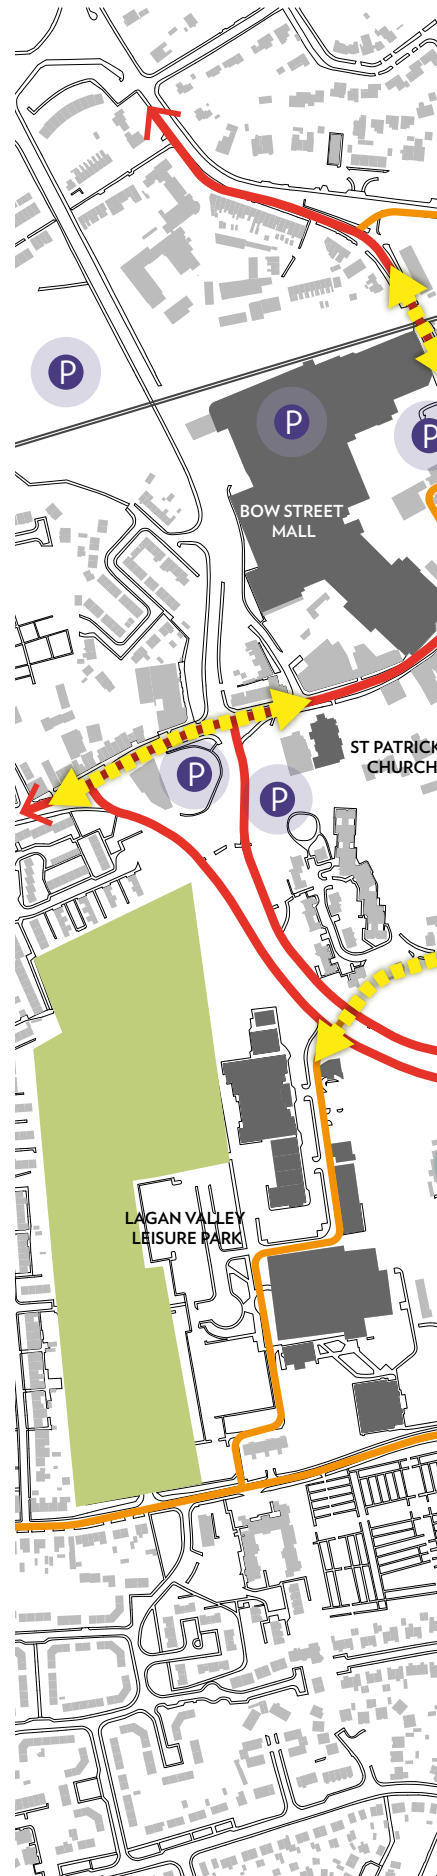 P
P
P
BOW STREET
MALL
ST PATRICK
CHURCH
P
P
LAGAN VALLEY
LEISURE PARK